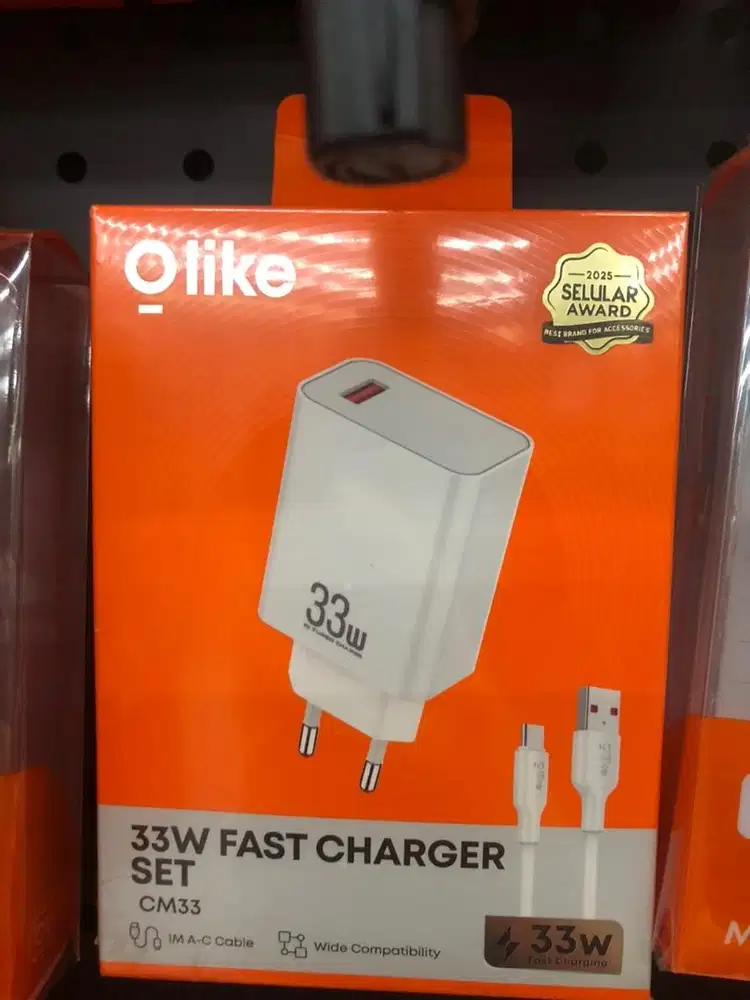 Olike
2025
SELULAR
AWARD
BEST BRAND FOR ACCESSORIES
33W
33W FAST CHARGER
SET
CM33
1M A-C Cable
Wide Compatibility
33W
Fast Charging